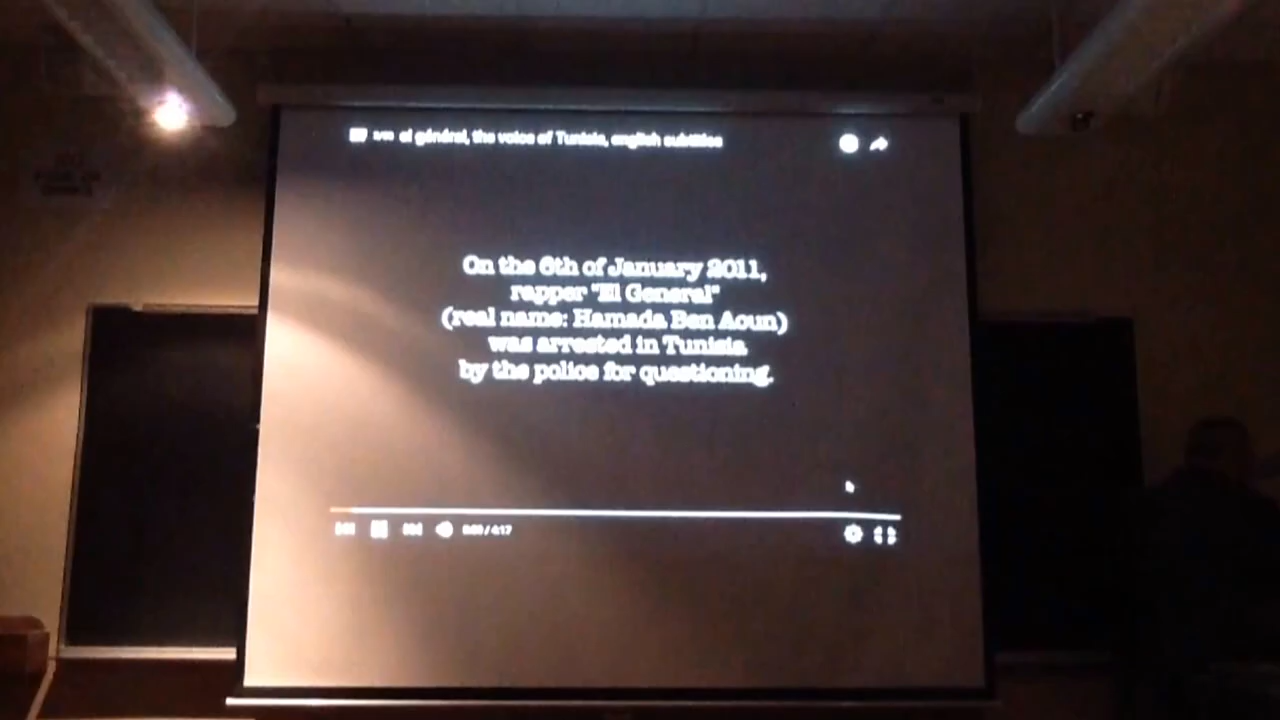 el général, the voice of Tunisia, english subtitles
On the 6th of January 2011,
rapper "El General"
(real name: Hamada Ben Aoun)
was arrested in Tunisia
by the police for questioning.
/ 4:17